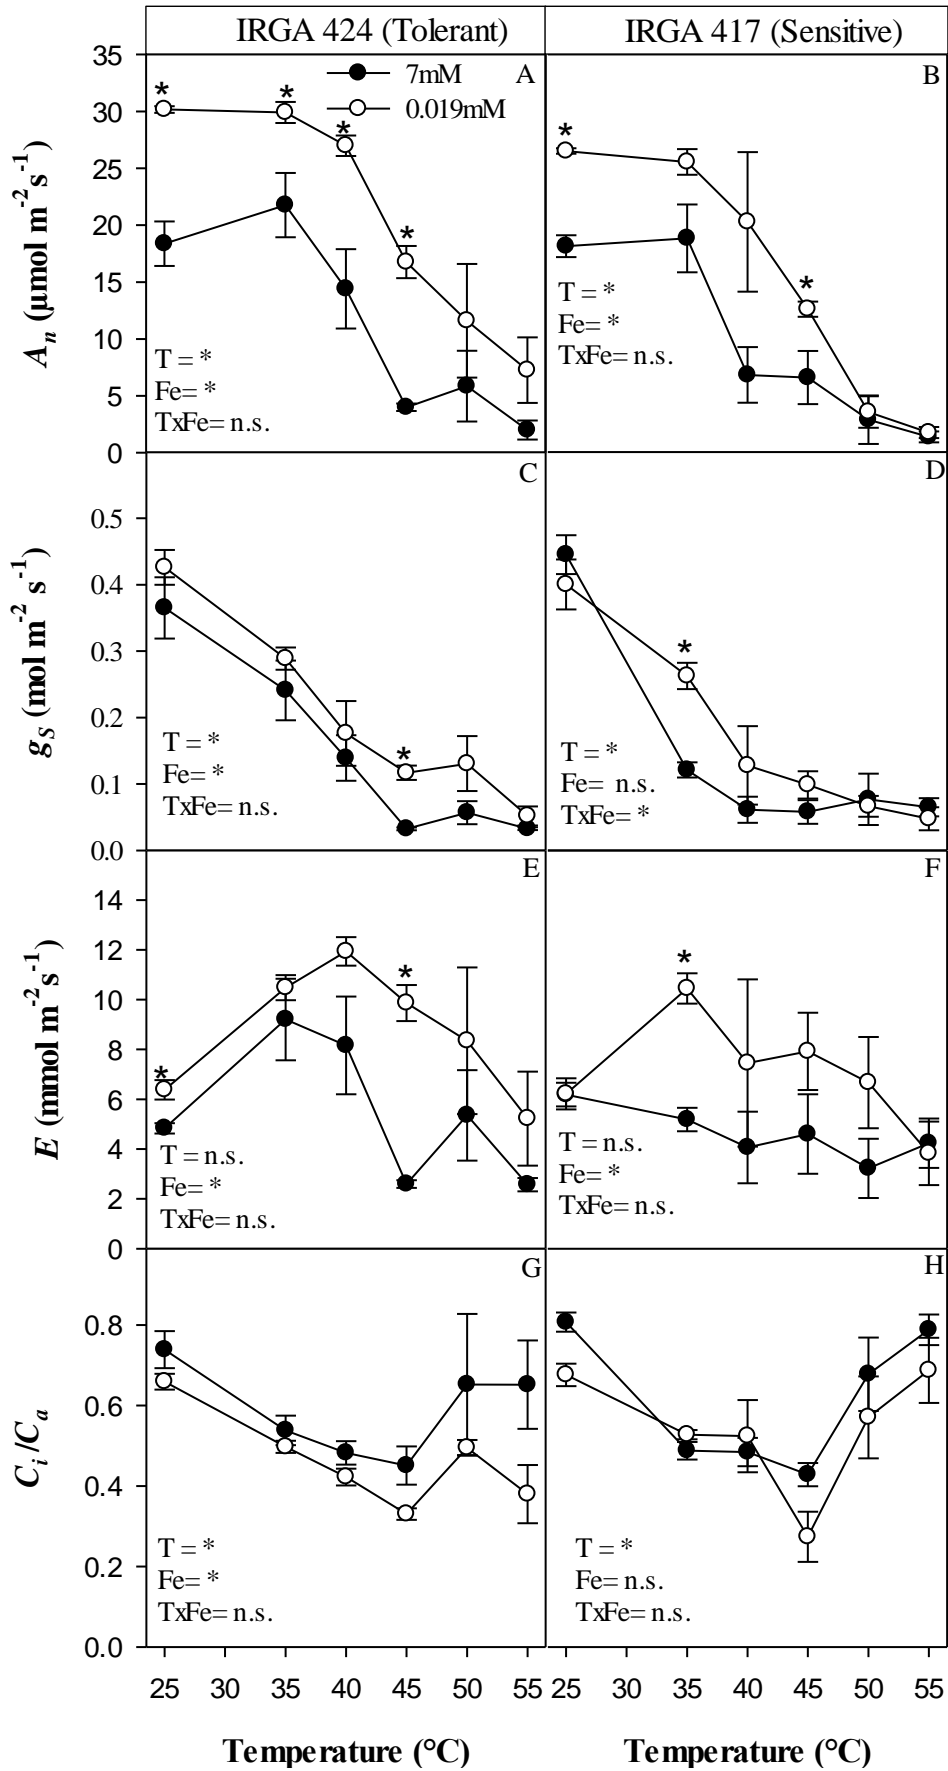 IRGA 424 (Tolerant)
IRGA 417 (Sensitive)
7mM
0.019mM
A
B
35
30
25
20
15
10
5
0
A_n (µmol m⁻² s⁻¹)
* * * *
T = *
Fe= *
TxFe= n.s.
* *
T = *
Fe= *
TxFe= n.s.
C
D
0.5
0.4
0.3
0.2
0.1
0.0
g_S (mol m⁻² s⁻¹)
*
T = *
Fe= *
TxFe= n.s.
*
T = *
Fe= n.s.
TxFe= *
E
F
14
12
10
8
6
4
2
0
E (mmol m⁻² s⁻¹)
* *
T = n.s.
Fe= *
TxFe= n.s.
*
T = n.s.
Fe= *
TxFe= n.s.
G
H
0.8
0.6
0.4
0.2
0.0
C_i/C_a
T = *
Fe= *
TxFe= n.s.
T = *
Fe= n.s.
TxFe= n.s.
25 30 35 40 45 50 55
25 30 35 40 45 50 55
Temperature (°C)
Temperature (°C)